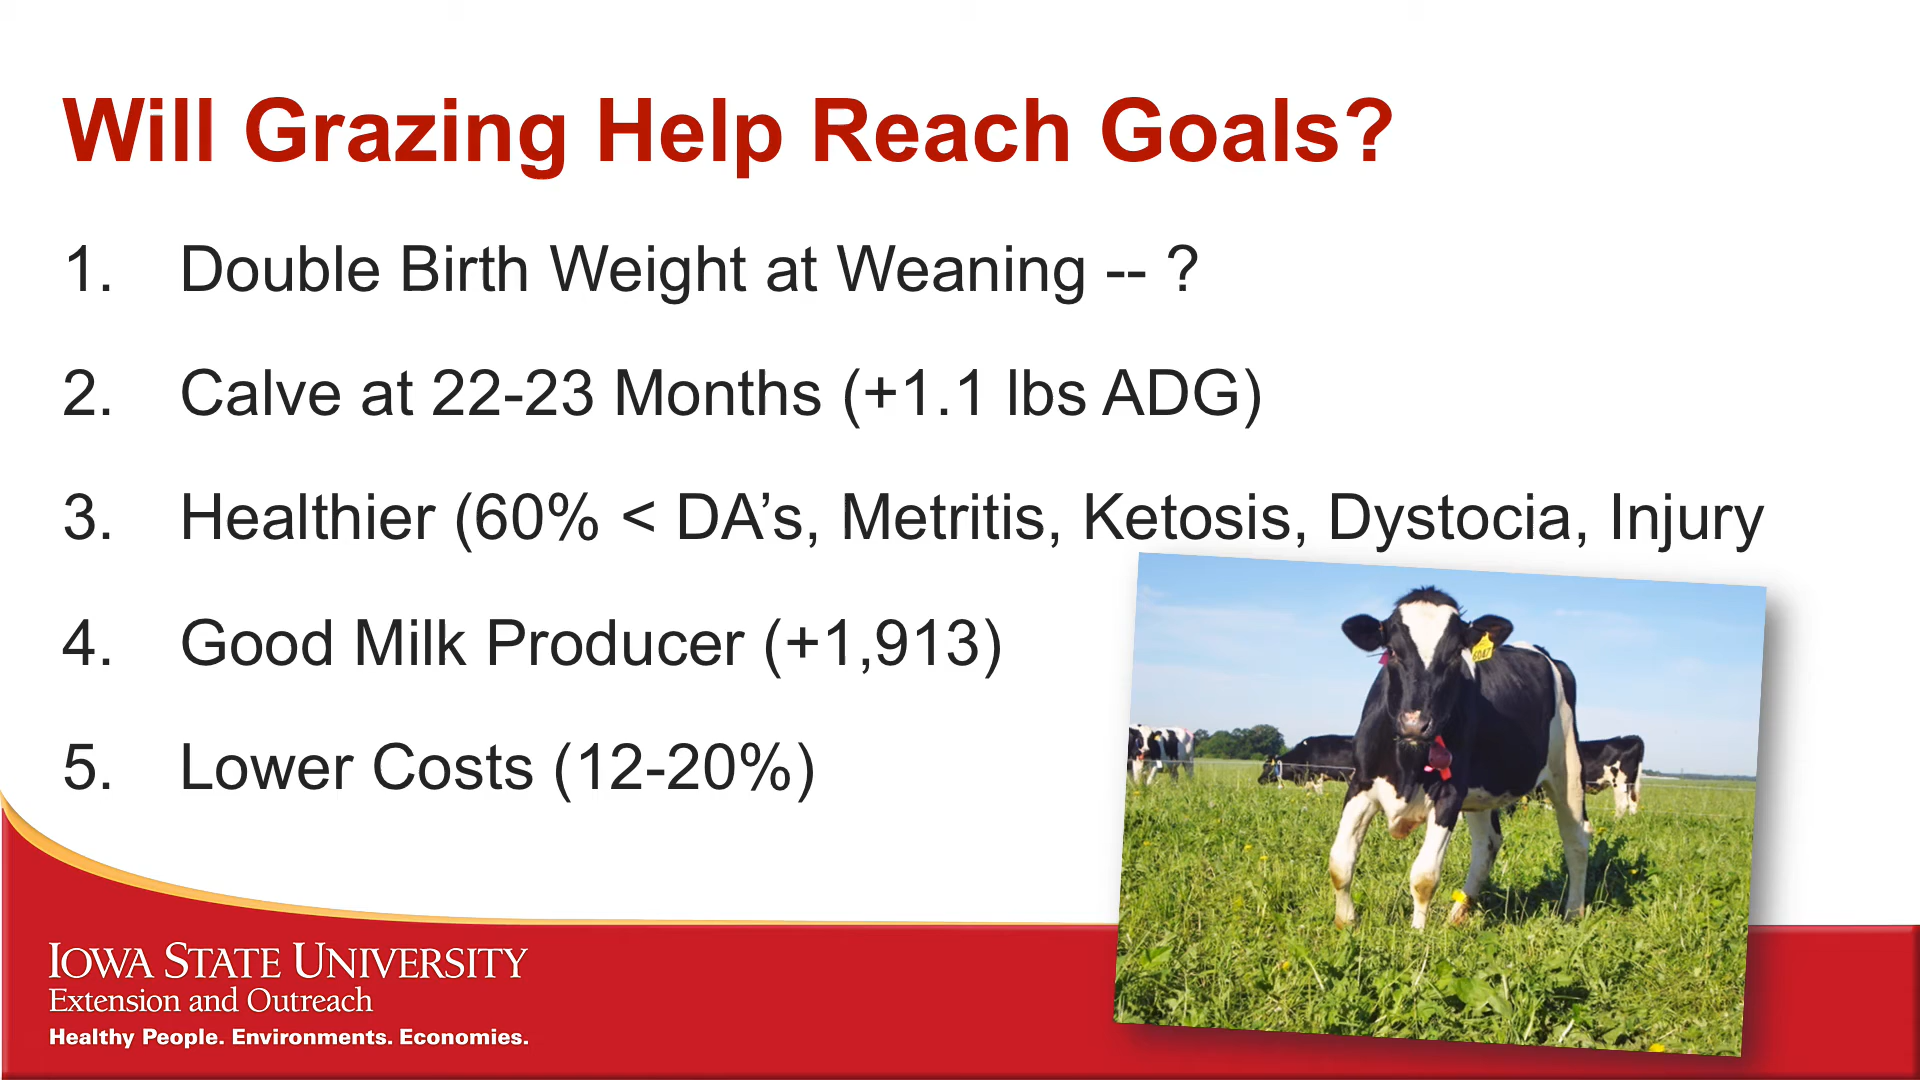 Will Grazing Help Reach Goals?
1. Double Birth Weight at Weaning -- ?
2. Calve at 22-23 Months (+1.1 lbs ADG)
3. Healthier (60% < DA’s, Metritis, Ketosis, Dystocia, Injury
4. Good Milk Producer (+1,913)
5. Lower Costs (12-20%)
IOWA STATE UNIVERSITY
Extension and Outreach
Healthy People. Environments. Economies.